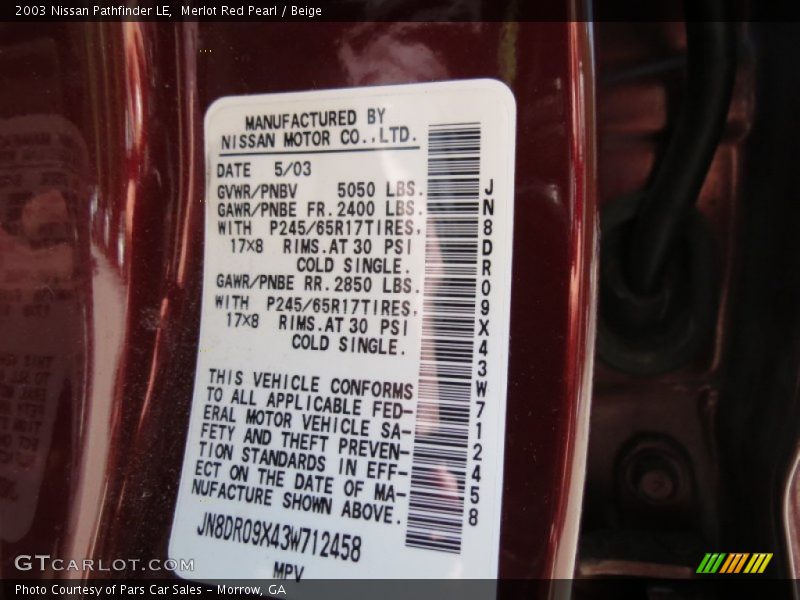 2003 Nissan Pathfinder LE,  Merlot Red Pearl / Beige
MANUFACTURED BY
NISSAN MOTOR CO.,LTD.
DATE 5/03
GVWR/PNBV 5050 LBS.
GAWR/PNBE FR.2400 LBS.
WITH P245/65R17TIRES,
17×8 RIMS.AT 30 PSI
COLD SINGLE.
GAWR/PNBE RR.2850 LBS.
WITH P245/65R17TIRES,
17×8 RIMS.AT 30 PSI
COLD SINGLE.
THIS VEHICLE CONFORMS
TO ALL APPLICABLE FED-
ERAL MOTOR VEHICLE SA-
FETY AND THEFT PREVEN-
TION STANDARDS IN EFF-
ECT ON THE DATE OF MA-
NUFACTURE SHOWN ABOVE.
JN8DR09X43W712458
MPV
JN8DR09X43W712458
GTCARLOT.COM
Photo Courtesy of Pars Car Sales - Morrow, GA